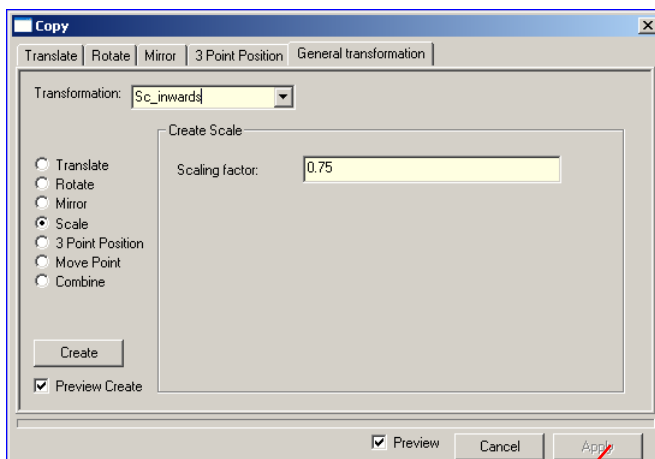 Copy
Translate Rotate Mirror 3 Point Position General transformation
Transformation: Sc_inwards
Create Scale
Scaling factor: 0.75
Translate
Rotate
Mirror
Scale
3 Point Position
Move Point
Combine
Create
Preview Create
Preview Cancel Apply